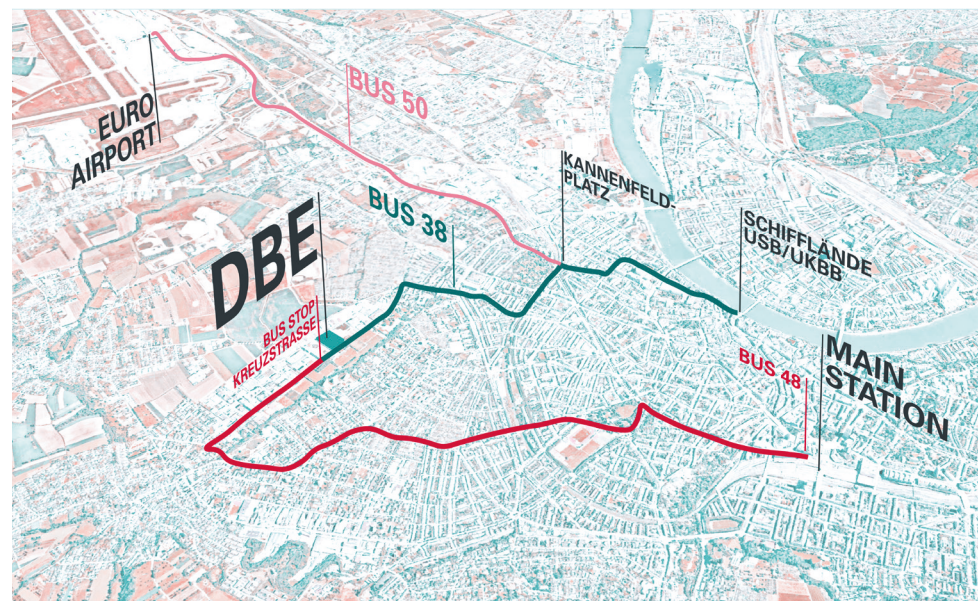 EURO
AIRPORT
BUS 50
KANNENFELD-
PLATZ
BUS 38
SCHIFFLÄNDE
USB/UKBB
DBE
BUS STOP
KREUZSTRASSE
BUS 48
MAIN
STATION